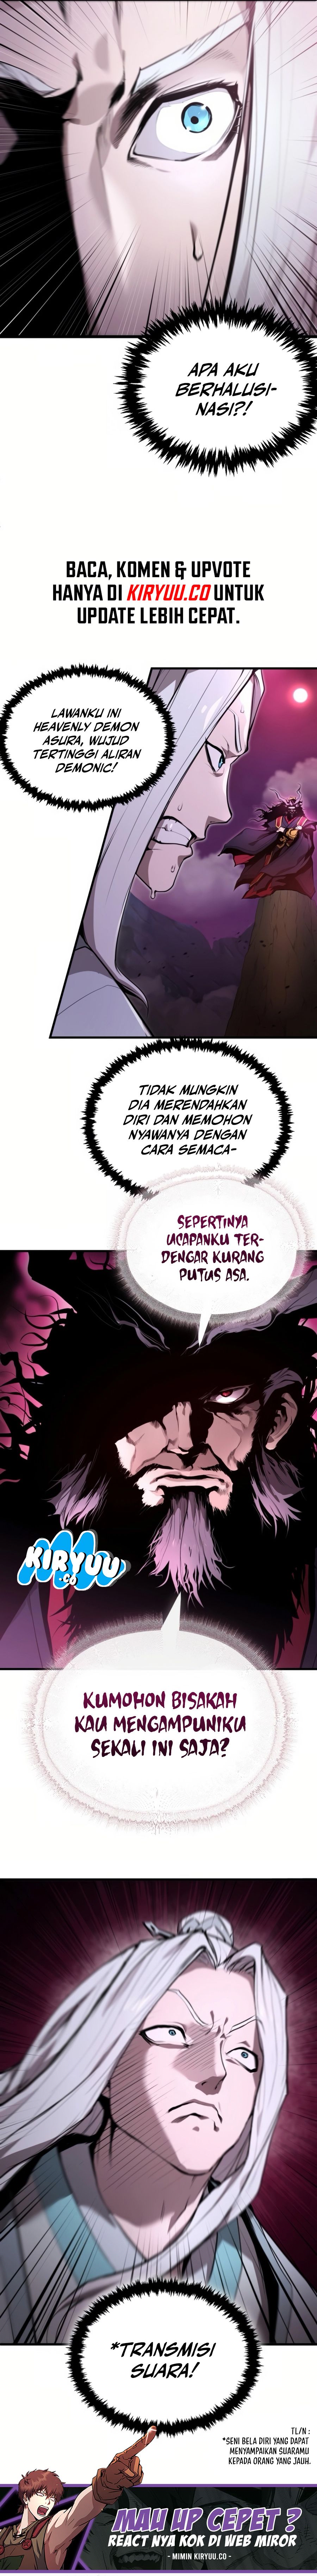 APA AKU
BERHALUSI-
NASI?!
BACA, KOMEN & UPVOTE
HANYA DI KIRYUU.CO UNTUK
UPDATE LEBIH CEPAT.
LAWANKU INI
HEAVENLY DEMON
ASURA, WUJUD
TERTINGGI ALIRAN
DEMONIC!
TIDAK MUNGKIN
DIA MERENDAHKAN
DIRI DAN MEMOHON
NYAWANYA DENGAN
CARA SEMACA-
SEPERTINYA
UCAPANKU TER-
DENGAR KURANG
PUTUS ASA.
KIRYUU
.CO
KUMOHON BISAKAH
KAU MENGAMPUNIKU
SEKALI INI SAJA?
*TRANSMISI
SUARA!
TL/N :
*SENI BELA DIRI YANG DAPAT
MENYAMPAIKAN SUARAMU
KEPADA ORANG YANG JAUH.
MAU UP CEPET ?
REACT NYA KOK DI WEB MIROR
- MIMIN KIRYUU.CO -